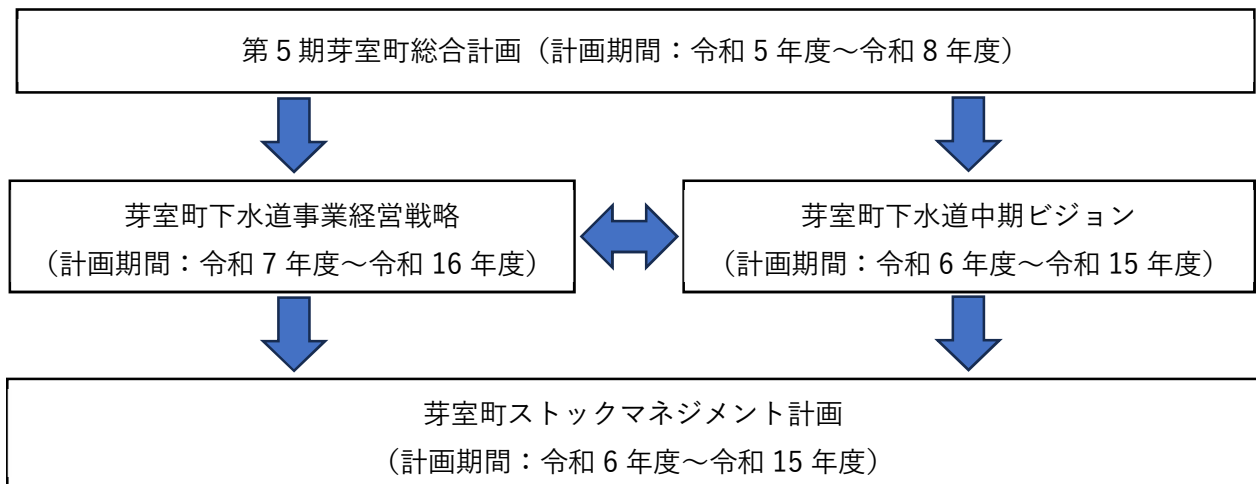 第5期芽室町総合計画（計画期間：令和5年度～令和8年度）
芽室町下水道事業経営戦略
（計画期間：令和7年度～令和16年度）
芽室町下水道中期ビジョン
（計画期間：令和6年度～令和15年度）
芽室町ストックマネジメント計画
（計画期間：令和6年度～令和15年度）